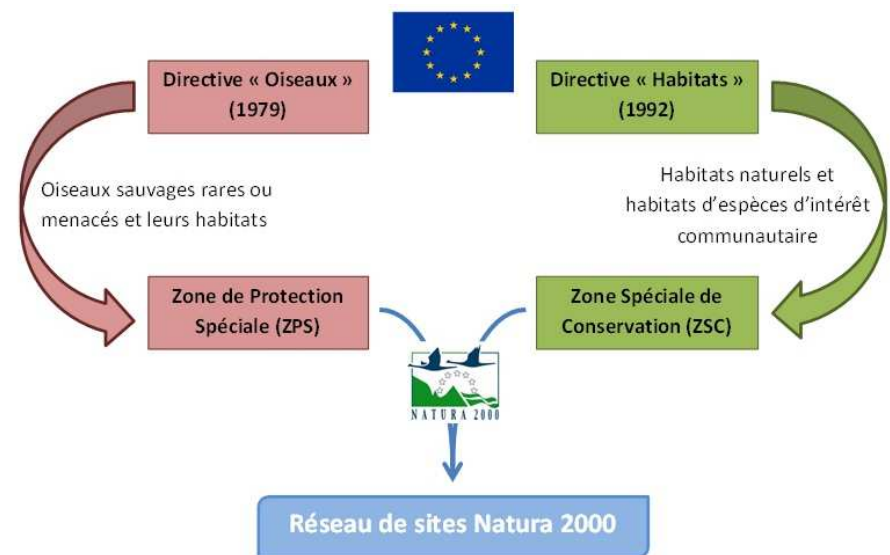 Directive « Oiseaux »
(1979)
Directive « Habitats »
(1992)
Oiseaux sauvages rares ou
menacés et leurs habitats
Habitats naturels et
habitats d’espèces d’intérêt
communautaire
Zone de Protection
Spéciale (ZPS)
Zone Spéciale de
Conservation (ZSC)
NATURA 2000
Réseau de sites Natura 2000